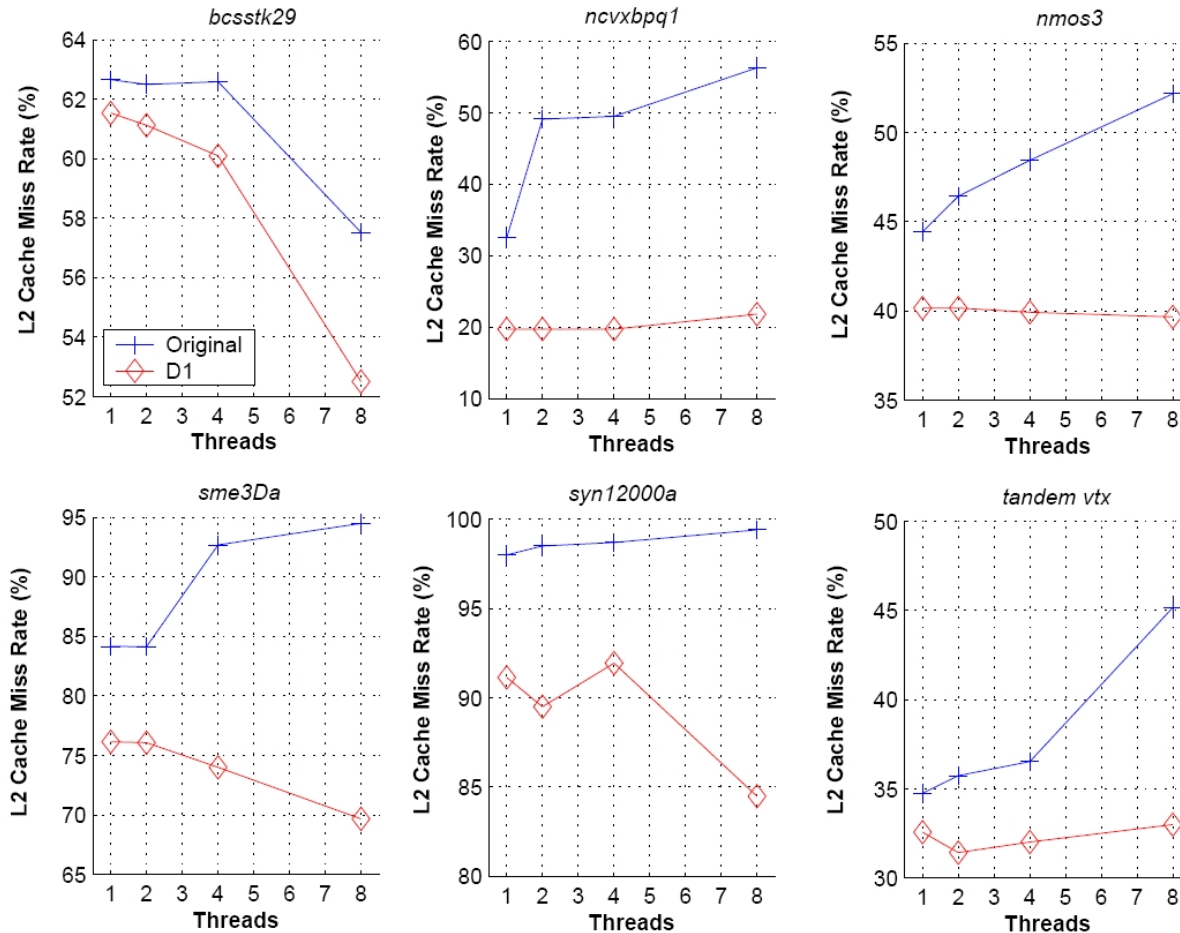 bcsstk29
L2 Cache Miss Rate (%)
64
62
60
58
56
54
52
Original
D1
1 2 3 4 5 6 7 8
Threads
ncvxbpq1
L2 Cache Miss Rate (%)
60
50
40
30
20
10
1 2 3 4 5 6 7 8
Threads
nmos3
L2 Cache Miss Rate (%)
55
50
45
40
35
1 2 3 4 5 6 7 8
Threads
sme3Da
L2 Cache Miss Rate (%)
95
90
85
80
75
70
65
1 2 3 4 5 6 7 8
Threads
syn12000a
L2 Cache Miss Rate (%)
100
95
90
85
80
1 2 3 4 5 6 7 8
Threads
tandem vtx
L2 Cache Miss Rate (%)
50
45
40
35
30
1 2 3 4 5 6 7 8
Threads